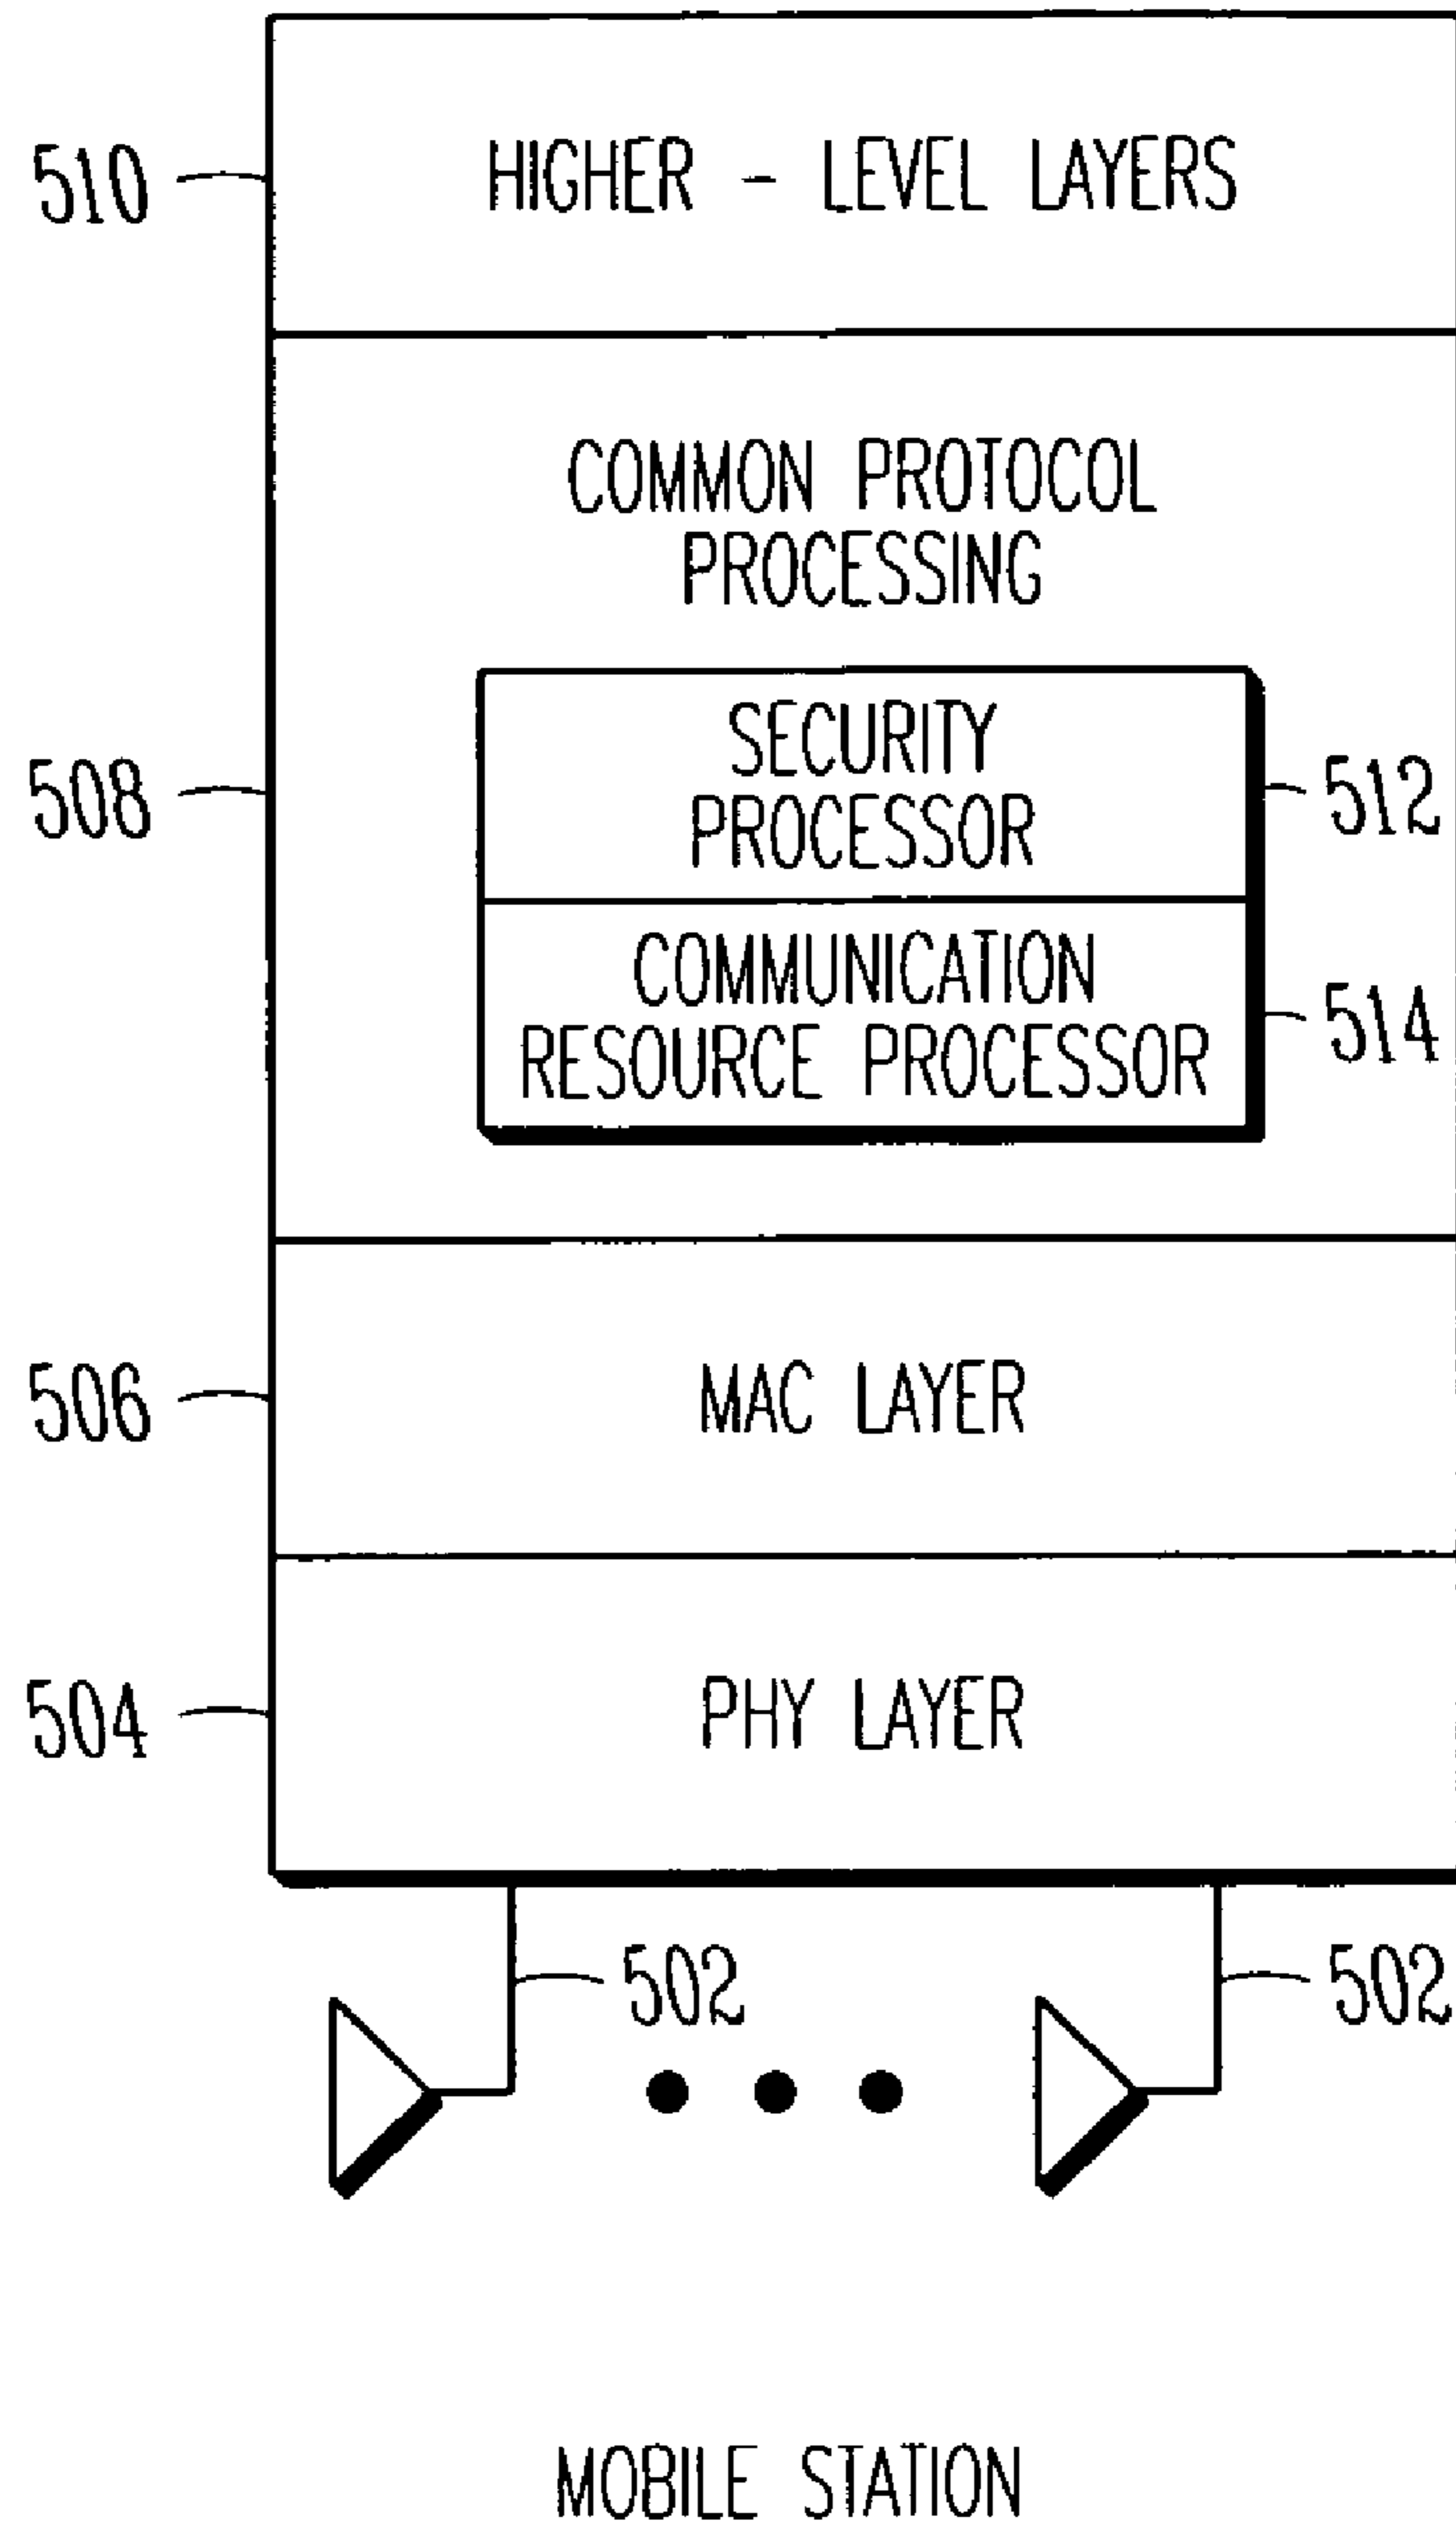 510
HIGHER - LEVEL LAYERS
COMMON PROTOCOL
PROCESSING
508
SECURITY
PROCESSOR
512
COMMUNICATION
RESOURCE PROCESSOR
514
506
MAC LAYER
504
PHY LAYER
502
502
MOBILE STATION